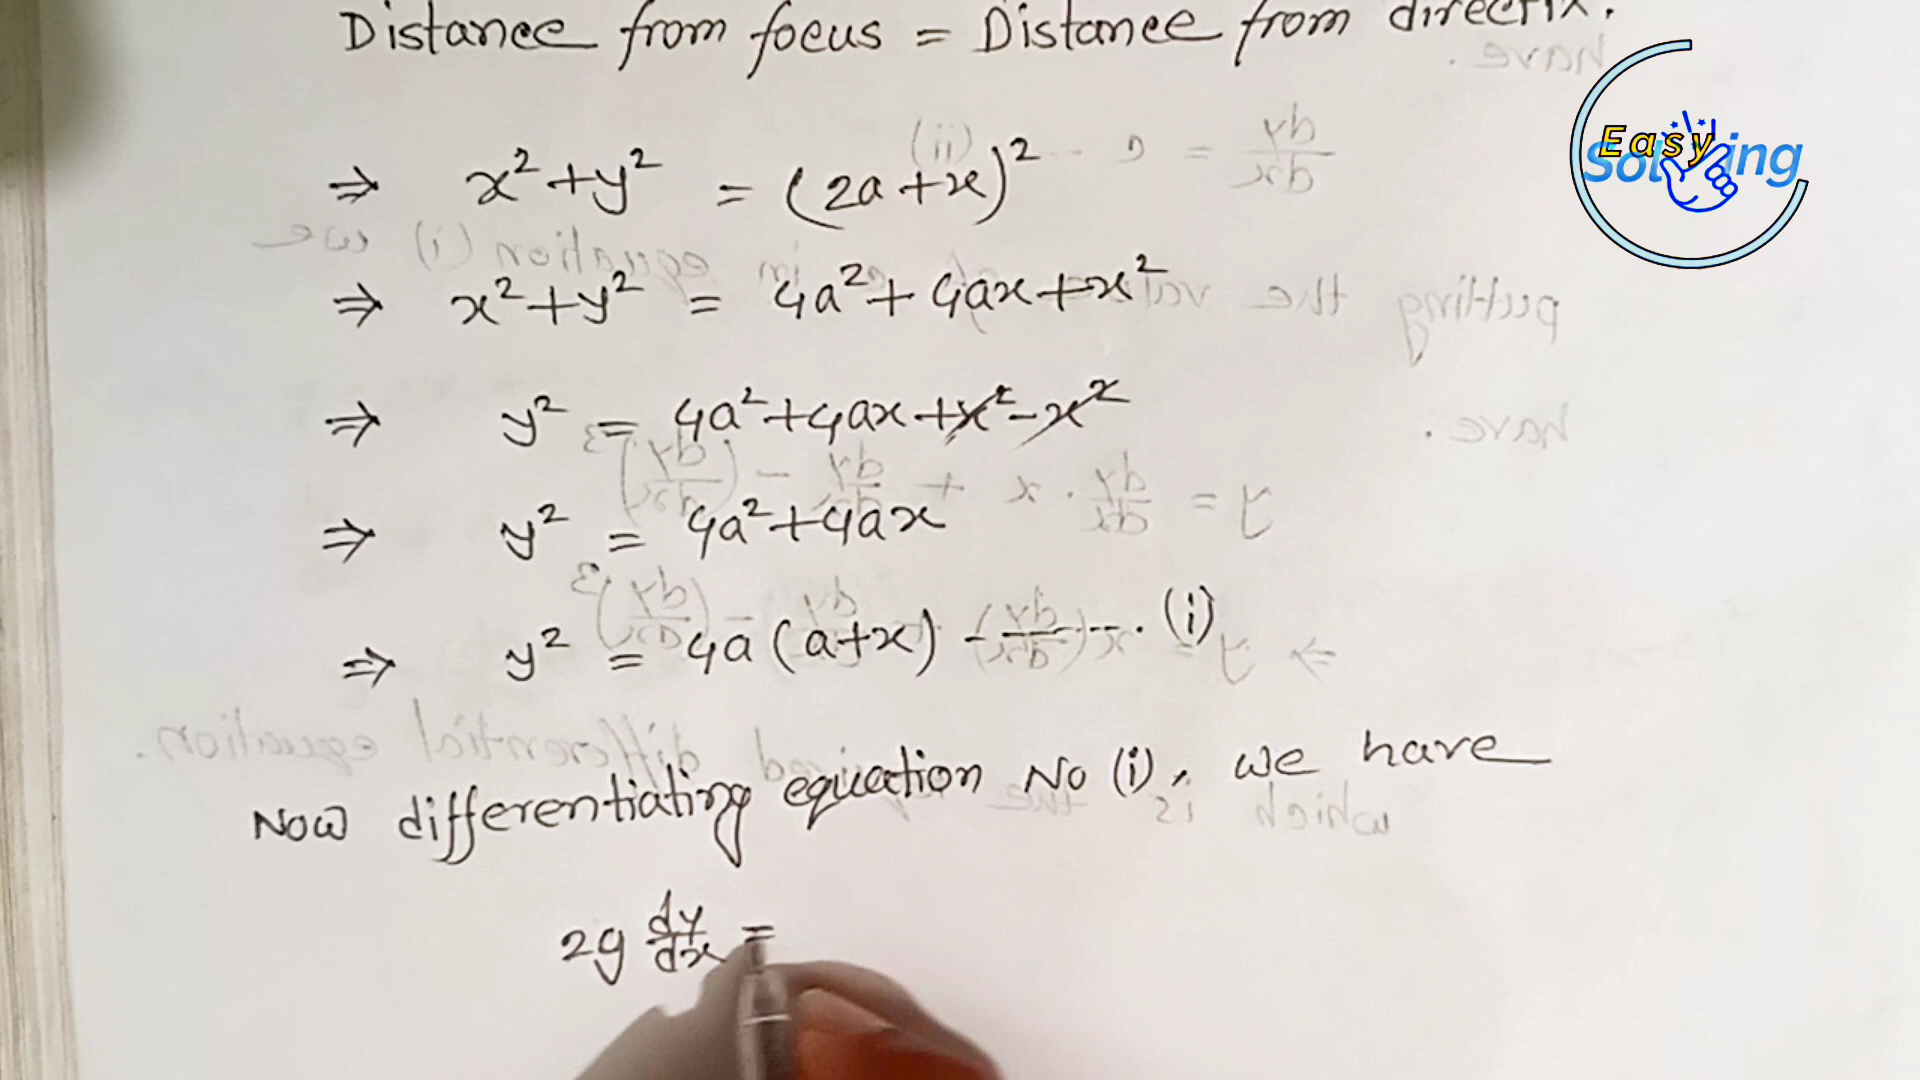 Distance from focus = Distance from directrix.
Easy Solving
⇒ x²+y² = (2a+x)²
⇒ x²+y² = 4a²+4ax+x²
⇒ y² = 4a²+4ax+x²-x²
⇒ y² = 4a²+4ax
⇒ y² = 4a(a+x) ------. (i)
Now differentiating equation No (i), we have
2y dy/dx =